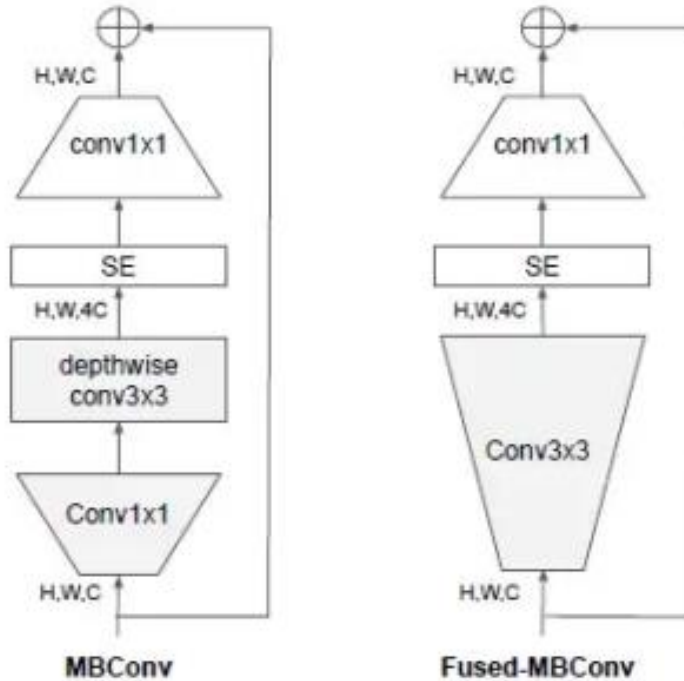 H,W,C
conv1x1
SE
H,W,4C
depthwise
conv3x3
Conv1x1
H,W,C
MBConv
H,W,C
conv1x1
SE
H,W,4C
Conv3x3
H,W,C
Fused-MBConv